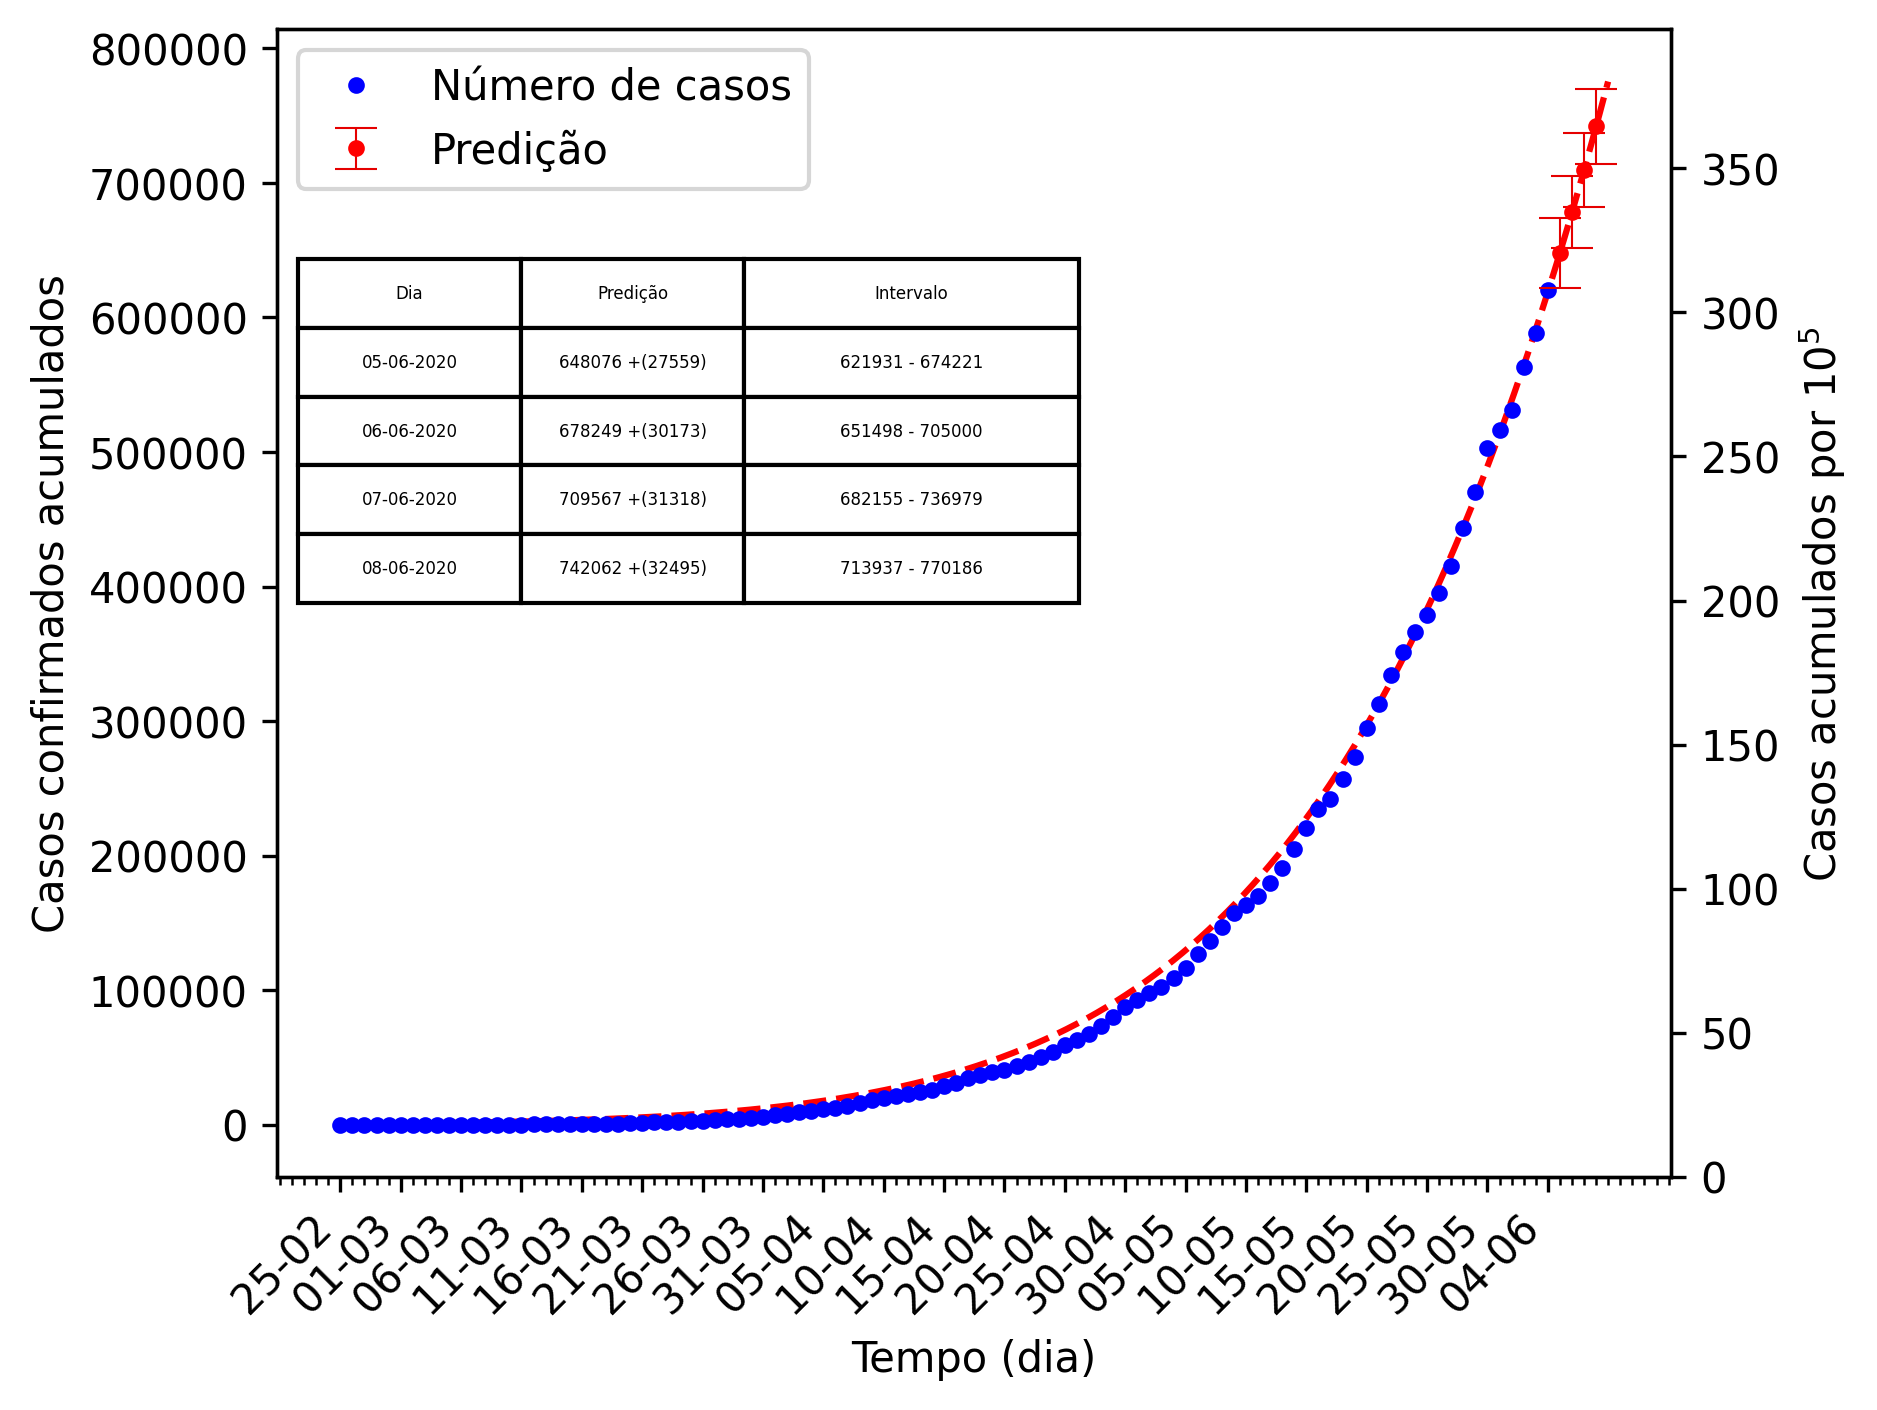 Número de casos
Predição
Dia Predição Intervalo
05-06-2020 648076 +(27559) 621931 - 674221
06-06-2020 678249 +(30173) 651498 - 705000
07-06-2020 709567 +(31318) 682155 - 736979
08-06-2020 742062 +(32495) 713937 - 770186
Casos confirmados acumulados
800000
700000
600000
500000
400000
300000
200000
100000
0
350
300
250
200
150
100
50
0
Casos acumulados por 10⁵
25-02 01-03 06-03 11-03 16-03 21-03 26-03 31-03 05-04 10-04 15-04 20-04 25-04 30-04 05-05 10-05 15-05 20-05 25-05 30-05 04-06
Tempo (dia)